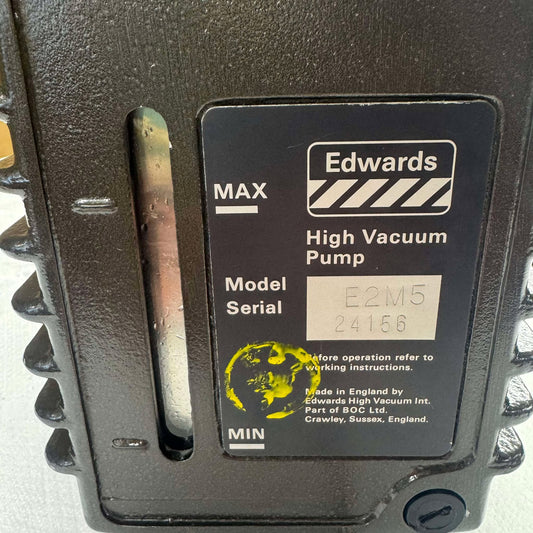 Edwards
MAX
High Vacuum
Pump
Model
Serial
E2M5
24156
Before operation refer to
working instructions.
Made in England by
Edwards High Vacuum Int.
Part of BOC Ltd.
Crawley, Sussex, England.
MIN